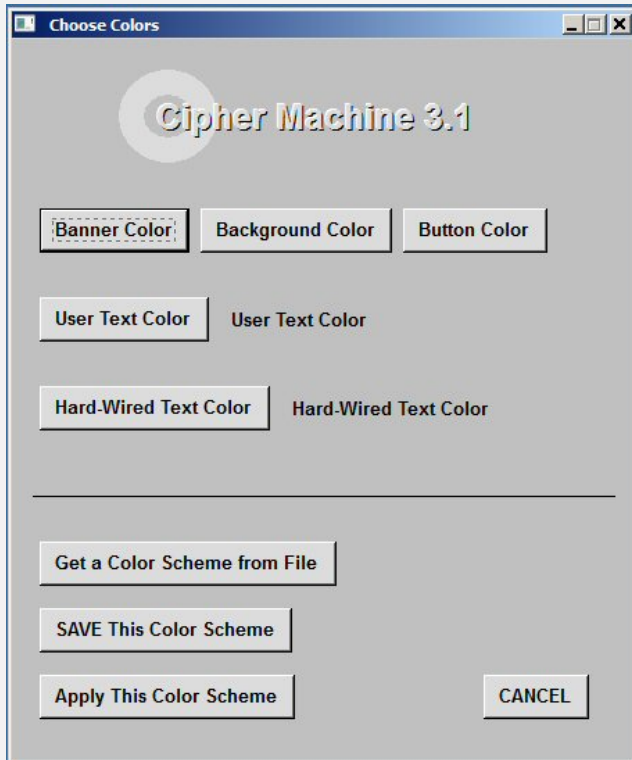 Choose Colors
Cipher Machine 3.1
Banner Color Background Color Button Color
User Text Color User Text Color
Hard-Wired Text Color Hard-Wired Text Color
Get a Color Scheme from File
SAVE This Color Scheme
Apply This Color Scheme CANCEL